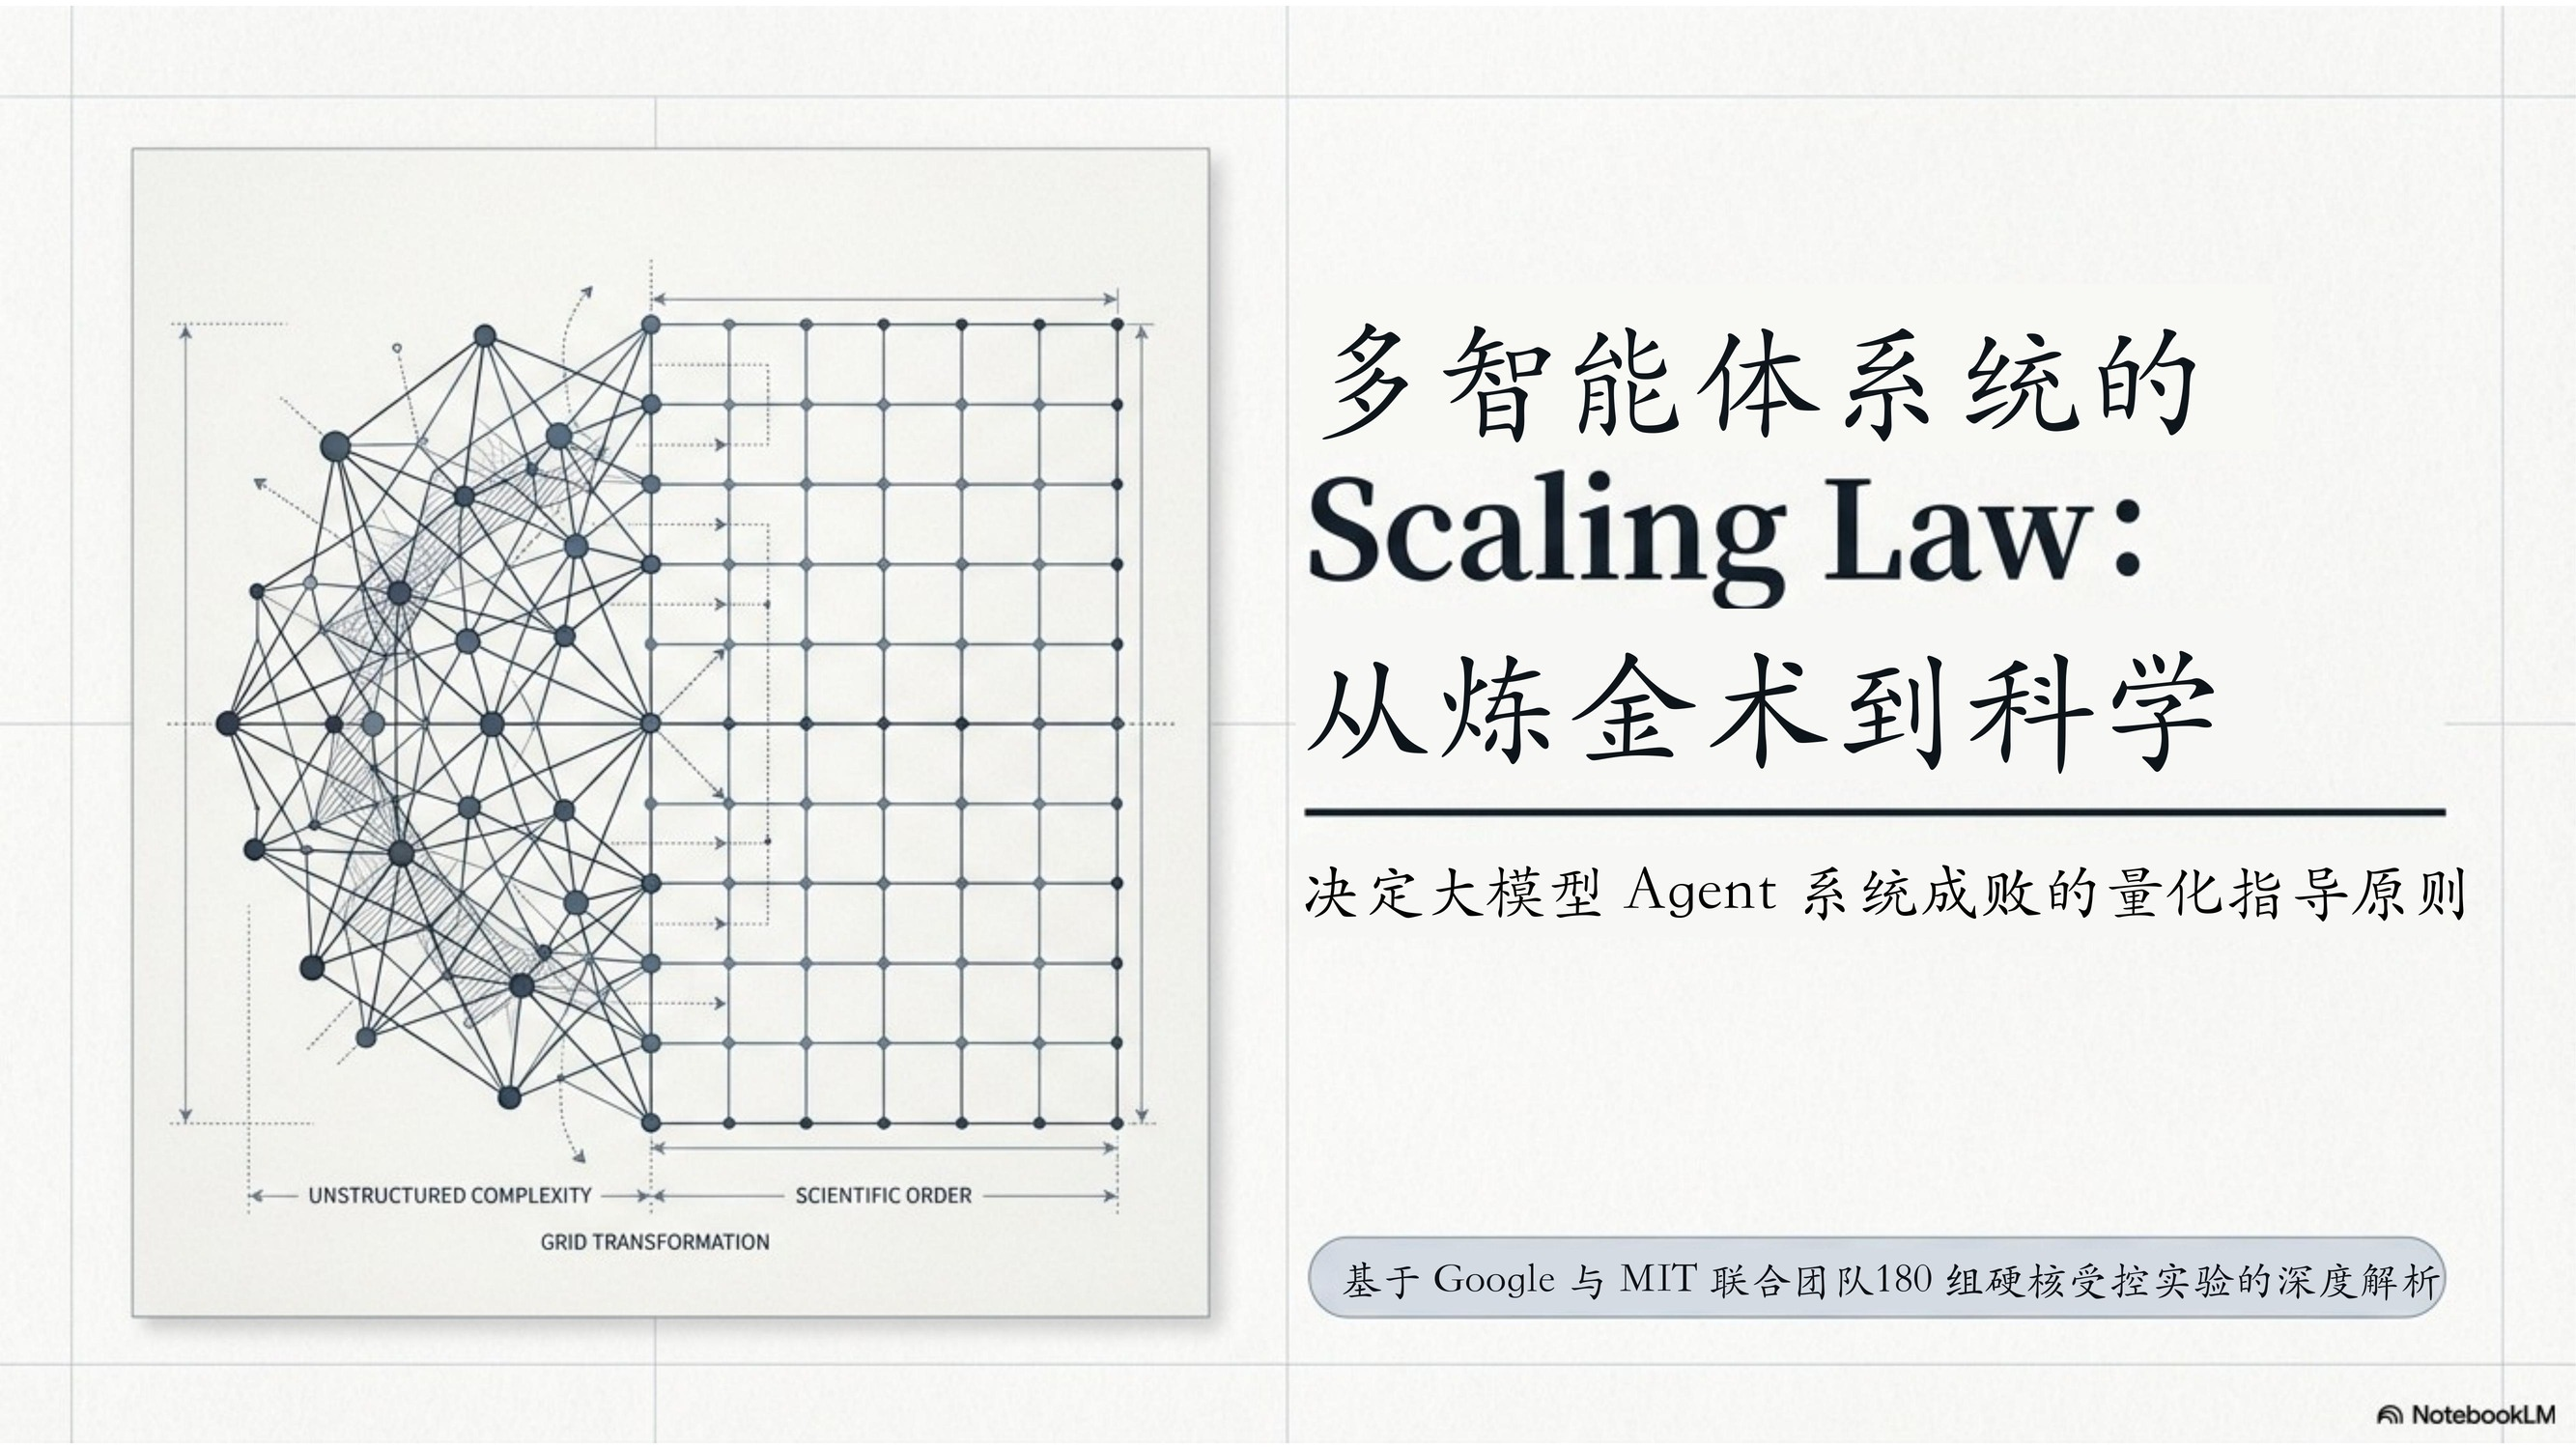 多智能体系统的
Scaling Law:
从炼金术到科学
决定大模型 Agent 系统成败的量化指导原则
UNSTRUCTURED COMPLEXITY
SCIENTIFIC ORDER
GRID TRANSFORMATION
基于 Google 与 MIT 联合团队180 组硬核受控实验的深度解析
NotebookLM